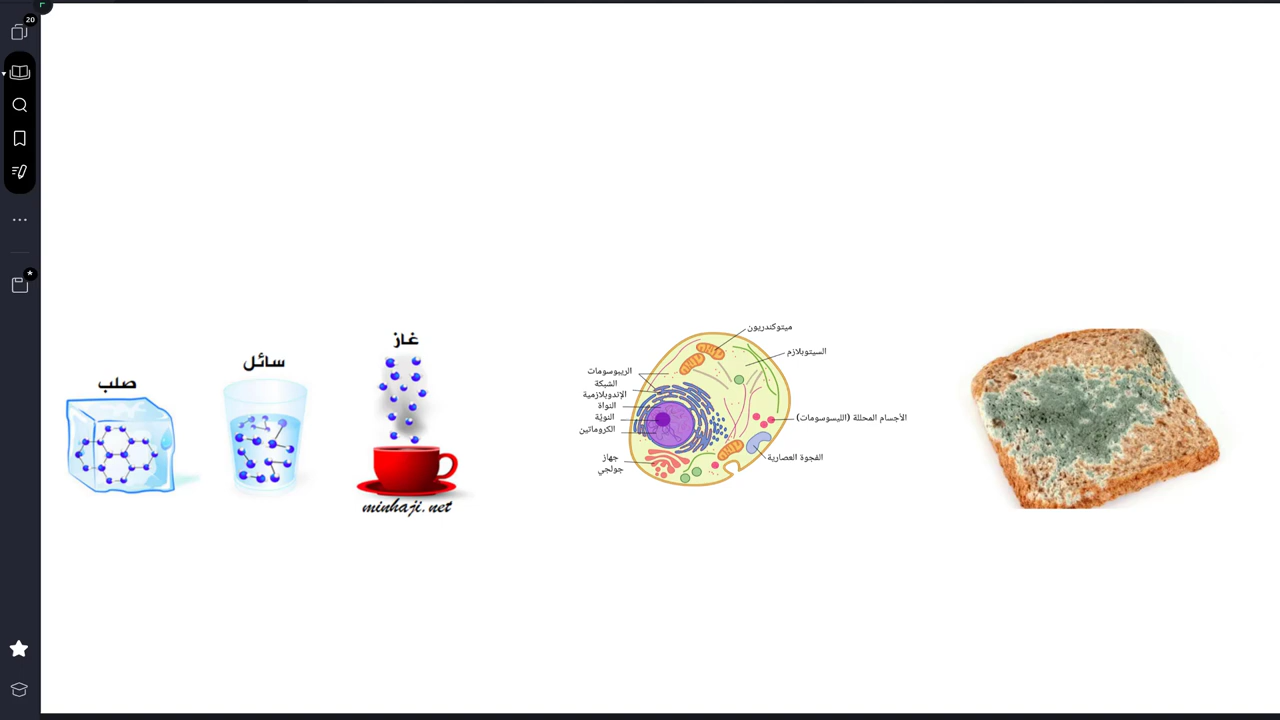 20
غاز
سائل
صلب
minhaji.net
ميتوكندريون
السيتوبلازم
الريبوسومات
الشبكة
الإندوبلازمية
النواة
النويّة
الكروماتين
جهاز
جولجي
الأجسام المحللة (الليسوسومات)
الفجوة العصارية